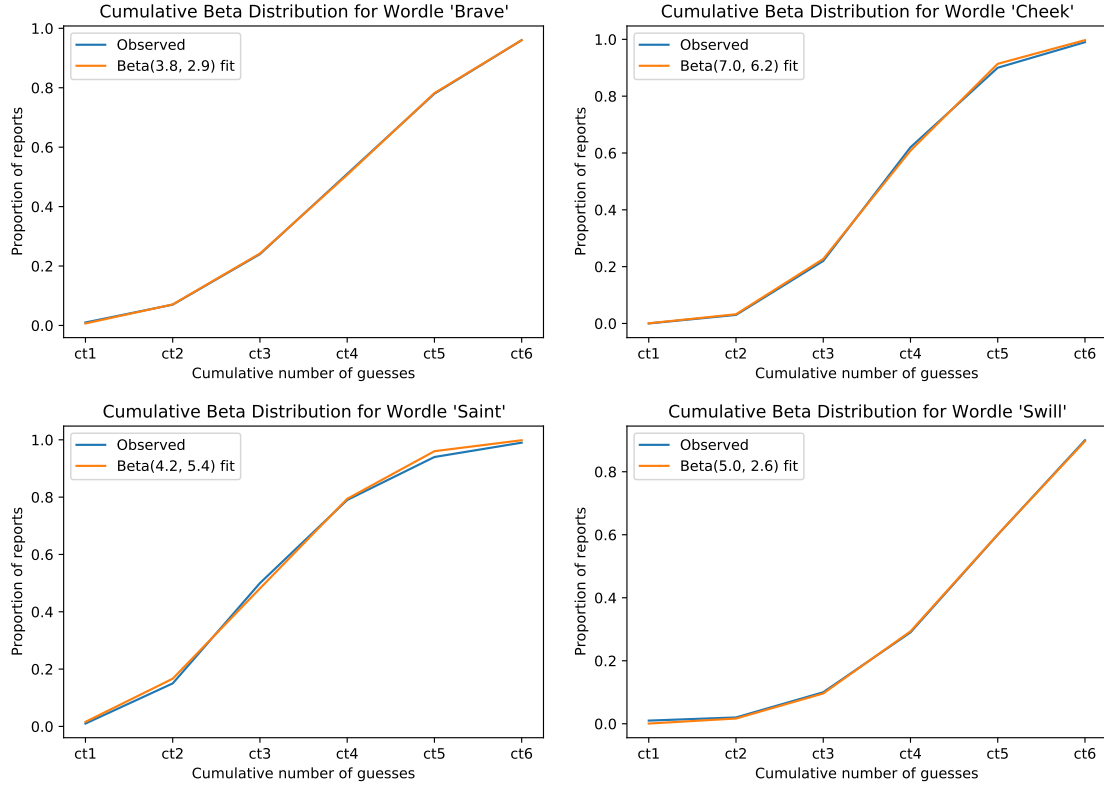 Cumulative Beta Distribution for Wordle 'Brave'
Observed
Beta(3.8, 2.9) fit
Proportion of reports
1.0
0.8
0.6
0.4
0.2
0.0
ct1 ct2 ct3 ct4 ct5 ct6
Cumulative number of guesses
Cumulative Beta Distribution for Wordle 'Cheek'
Observed
Beta(7.0, 6.2) fit
Proportion of reports
1.0
0.8
0.6
0.4
0.2
0.0
ct1 ct2 ct3 ct4 ct5 ct6
Cumulative number of guesses
Cumulative Beta Distribution for Wordle 'Saint'
Observed
Beta(4.2, 5.4) fit
Proportion of reports
1.0
0.8
0.6
0.4
0.2
0.0
ct1 ct2 ct3 ct4 ct5 ct6
Cumulative number of guesses
Cumulative Beta Distribution for Wordle 'Swill'
Observed
Beta(5.0, 2.6) fit
Proportion of reports
0.8
0.6
0.4
0.2
0.0
ct1 ct2 ct3 ct4 ct5 ct6
Cumulative number of guesses